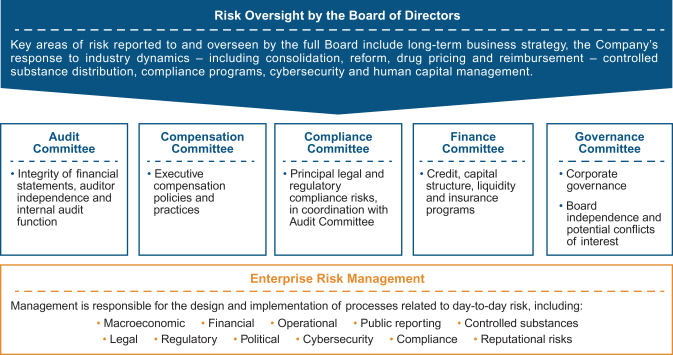 Risk Oversight by the Board of Directors
Key areas of risk reported to and overseen by the full Board include long-term business strategy, the Company's
response to industry dynamics – including consolidation, reform, drug pricing and reimbursement – controlled
substance distribution, compliance programs, cybersecurity and human capital management.
Audit
Committee
• Integrity of financial
statements, auditor
independence and
internal audit
function
Compensation
Committee
• Executive
compensation
policies and
practices
Compliance
Committee
• Principal legal and
regulatory
compliance risks,
in coordination with
Audit Committee
Finance
Committee
• Credit, capital
structure, liquidity
and insurance
programs
Governance
Committee
• Corporate
governance
• Board
independence and
potential conflicts
of interest
Enterprise Risk Management
Management is responsible for the design and implementation of processes related to day-to-day risk, including:
• Macroeconomic • Financial • Operational • Public reporting • Controlled substances
• Legal • Regulatory • Political • Cybersecurity • Compliance • Reputational risks